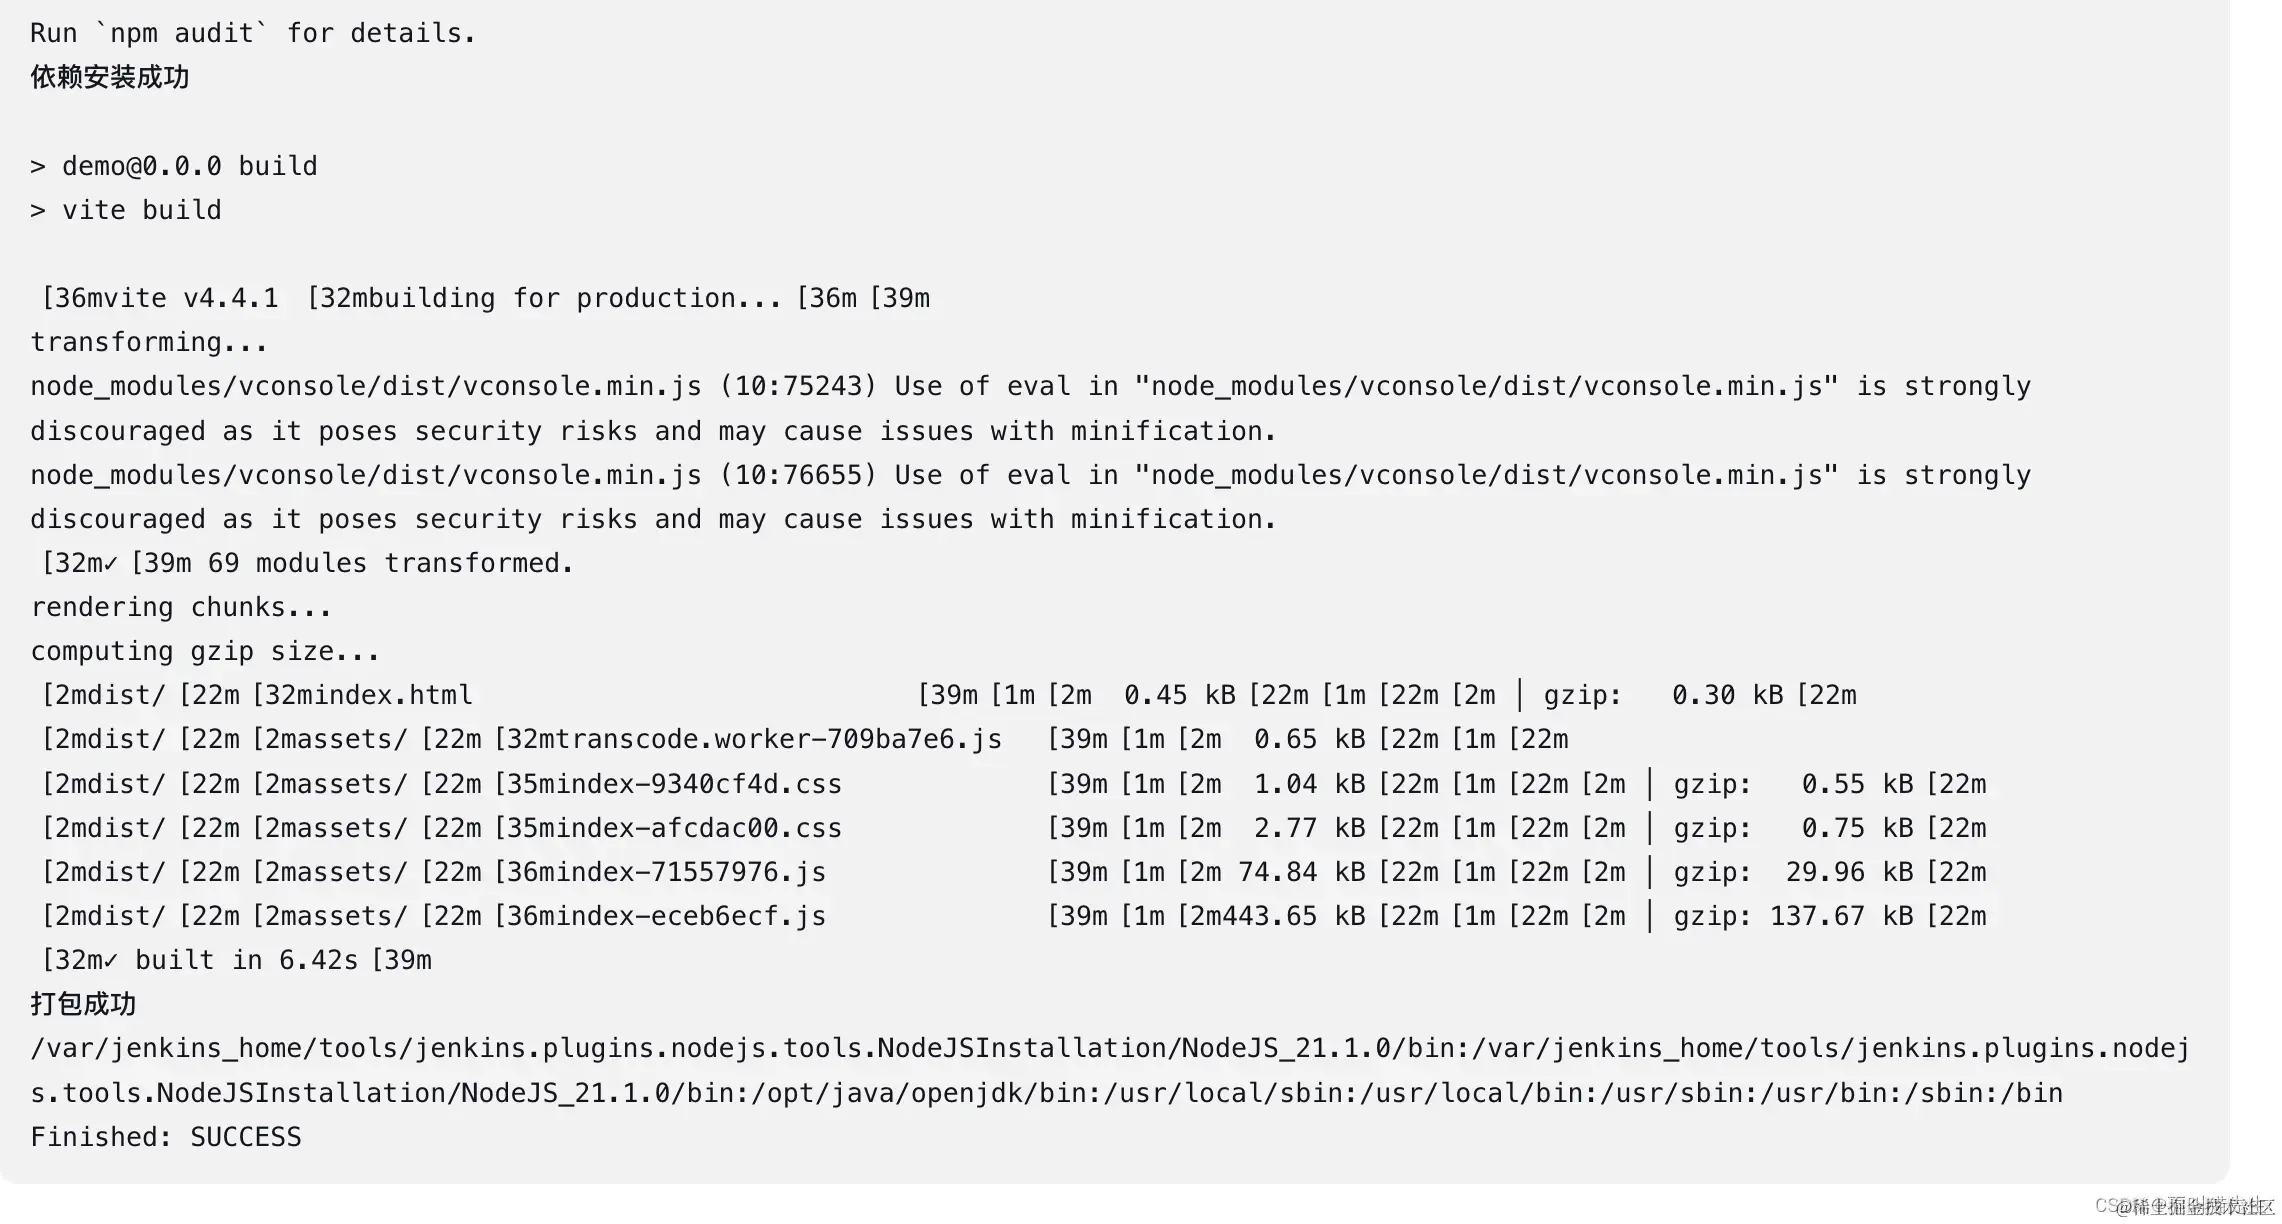 Run `npm audit` for details.
依赖安装成功
> demo@0.0.0 build
> vite build
[36mvite v4.4.1 [32mbuilding for production... [36m [39m
transforming...
node_modules/vconsole/dist/vconsole.min.js (10:75243) Use of eval in "node_modules/vconsole/dist/vconsole.min.js" is strongly
discouraged as it poses security risks and may cause issues with minification.
node_modules/vconsole/dist/vconsole.min.js (10:76655) Use of eval in "node_modules/vconsole/dist/vconsole.min.js" is strongly
discouraged as it poses security risks and may cause issues with minification.
[32m✓ [39m 69 modules transformed.
rendering chunks...
computing gzip size...
[2mdist/ [22m [32mindex.html [39m [1m [2m 0.45 kB [22m [1m [22m [2m │ gzip: 0.30 kB [22m
[2mdist/ [22m [2massets/ [22m [32mtranscode.worker-709ba7e6.js [39m [1m [2m 0.65 kB [22m [1m [22m
[2mdist/ [22m [2massets/ [22m [35mindex-9340cf4d.css [39m [1m [2m 1.04 kB [22m [1m [22m [2m │ gzip: 0.55 kB [22m
[2mdist/ [22m [2massets/ [22m [35mindex-afcdac00.css [39m [1m [2m 2.77 kB [22m [1m [22m [2m │ gzip: 0.75 kB [22m
[2mdist/ [22m [2massets/ [22m [36mindex-71557976.js [39m [1m [2m 74.84 kB [22m [1m [22m [2m │ gzip: 29.96 kB [22m
[2mdist/ [22m [2massets/ [22m [36mindex-eceb6ecf.js [39m [1m [2m443.65 kB [22m [1m [22m [2m │ gzip: 137.67 kB [22m
[32m✓ built in 6.42s [39m
打包成功
/var/jenkins_home/tools/jenkins.plugins.nodejs.tools.NodeJSInstallation/NodeJS_21.1.0/bin:/var/jenkins_home/tools/jenkins.plugins.nodej
s.tools.NodeJSInstallation/NodeJS_21.1.0/bin:/opt/java/openjdk/bin:/usr/local/sbin:/usr/local/bin:/usr/sbin:/usr/bin:/sbin:/bin
Finished: SUCCESS
@稀土掘金技术社区